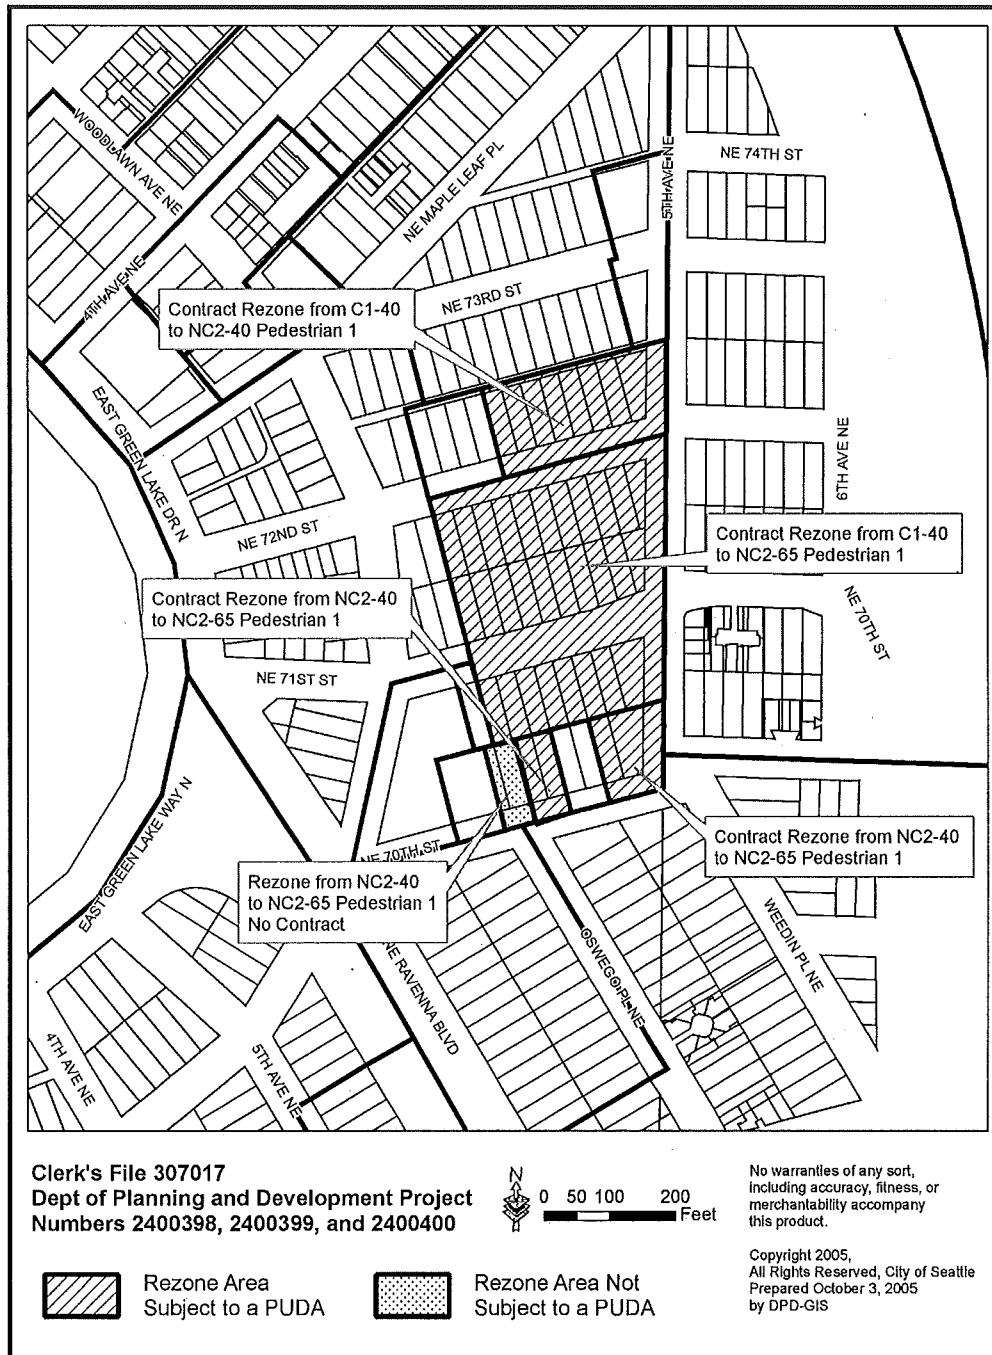 WOODLAWN AVE NE
NE MAPLE LEAF PL
5TH AVE NE
NE 74TH ST
4TH AVE NE
NE 73RD ST
Contract Rezone from C1-40
to NC2-40 Pedestrian 1
EAST GREEN LAKE DR N
6TH AVE NE
NE 72ND ST
Contract Rezone from C1-40
to NC2-65 Pedestrian 1
Contract Rezone from NC2-40
to NC2-65 Pedestrian 1
NE 70TH ST
NE 71ST ST
EAST GREEN LAKE WAY N
NE 70TH ST
Contract Rezone from NC2-40
to NC2-65 Pedestrian 1
Rezone from NC2-40
to NC2-65 Pedestrian 1
No Contract
WEEDIN PL NE
OSWEGO PL NE
NE RAVENNA BLVD
4TH AVE NE
5TH AVE NE
Clerk's File 307017
Dept of Planning and Development Project
Numbers 2400398, 2400399, and 2400400
N
0 50 100 200
Feet
No warranties of any sort,
including accuracy, fitness, or
merchantability accompany
this product.
Copyright 2005,
All Rights Reserved, City of Seattle
Prepared October 3, 2005
by DPD-GIS
Rezone Area
Subject to a PUDA
Rezone Area Not
Subject to a PUDA